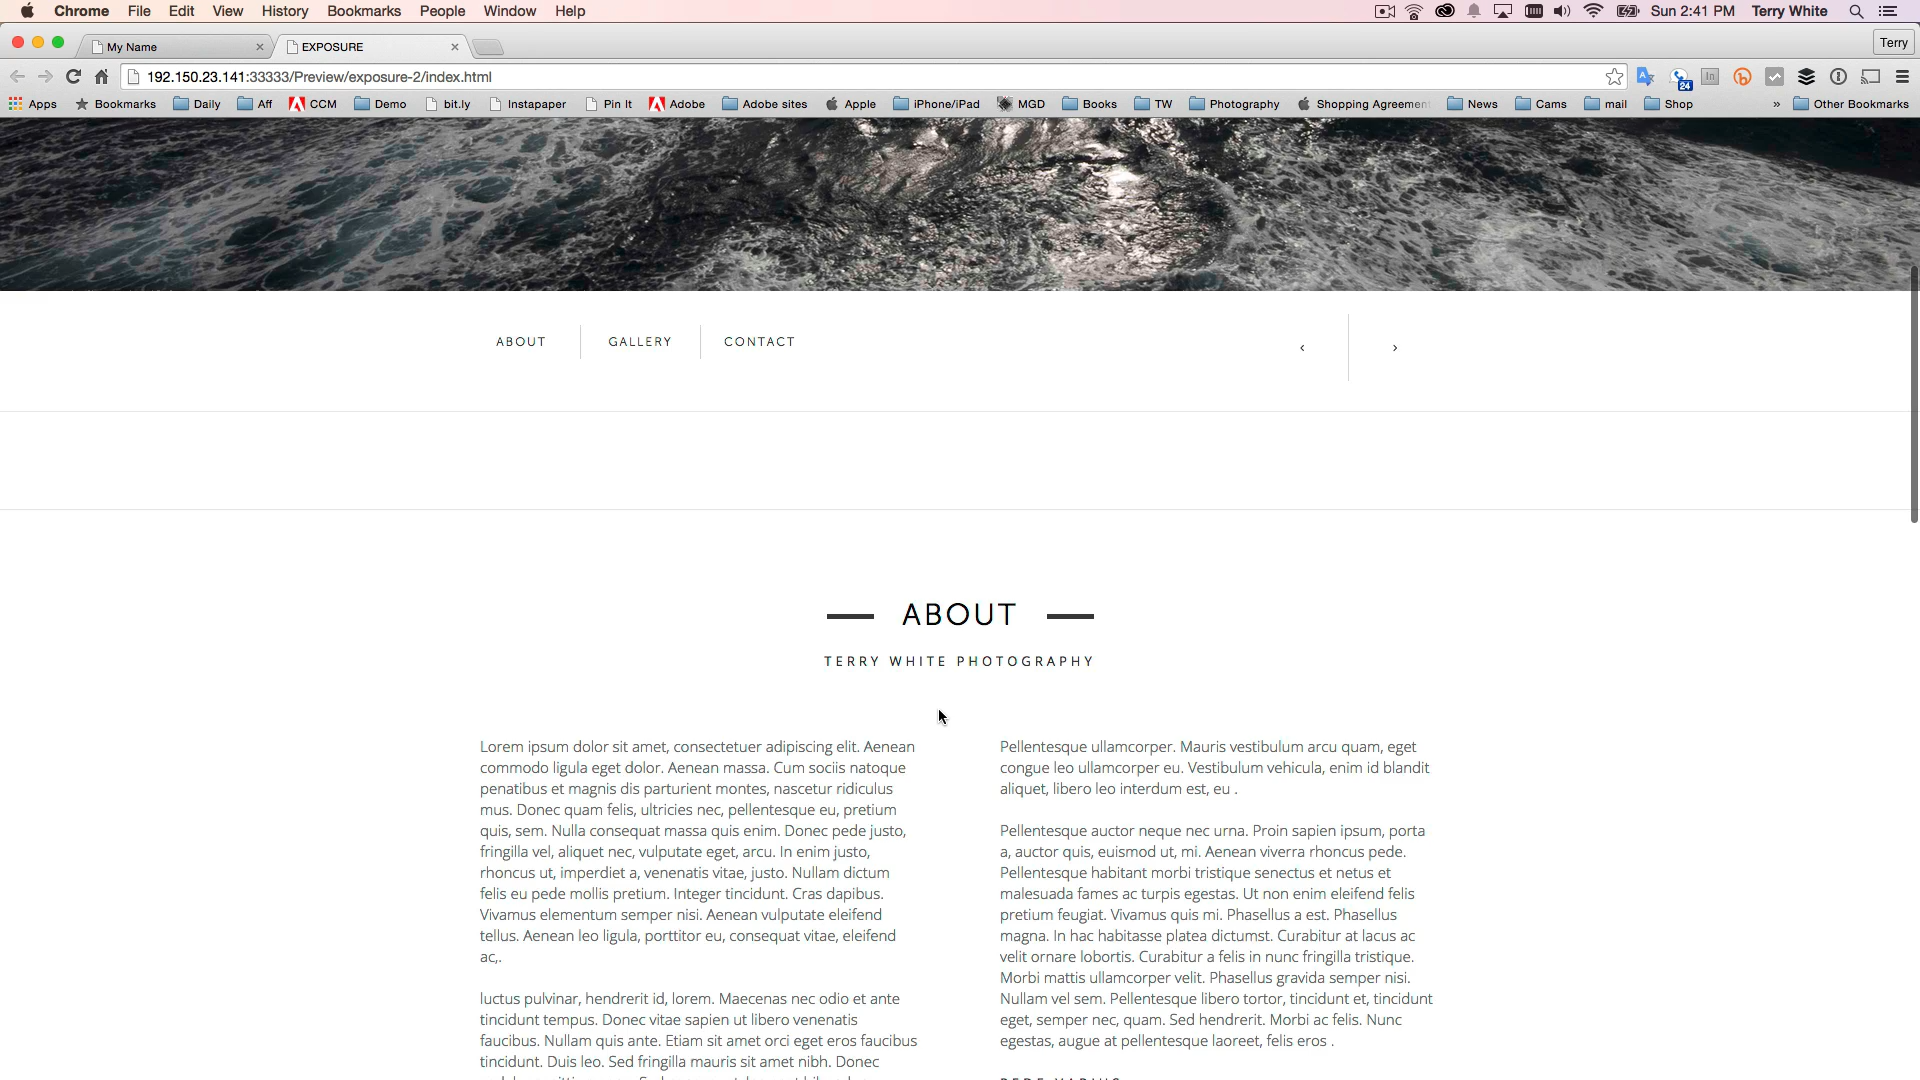 Chrome File Edit View History Bookmarks People Window Help Sun 2:41 PM Terry White
My Name EXPOSURE Terry
192.150.23.141:33333/Preview/exposure-2/index.html 24
Apps Bookmarks Daily Aff CCM Demo bit.ly Instapaper Pin It Adobe Adobe sites Apple iPhone/iPad MGD Books TW Photography Shopping Agreemen News Cams mail Shop » Other Bookmarks
ABOUT GALLERY CONTACT ‹ ›
ABOUT
TERRY WHITE PHOTOGRAPHY
Lorem ipsum dolor sit amet, consectetuer adipiscing elit. Aenean
commodo ligula eget dolor. Aenean massa. Cum sociis natoque
penatibus et magnis dis parturient montes, nascetur ridiculus
mus. Donec quam felis, ultricies nec, pellentesque eu, pretium
quis, sem. Nulla consequat massa quis enim. Donec pede justo,
fringilla vel, aliquet nec, vulputate eget, arcu. In enim justo,
rhoncus ut, imperdiet a, venenatis vitae, justo. Nullam dictum
felis eu pede mollis pretium. Integer tincidunt. Cras dapibus.
Vivamus elementum semper nisi. Aenean vulputate eleifend
tellus. Aenean leo ligula, porttitor eu, consequat vitae, eleifend
ac,.
luctus pulvinar, hendrerit id, lorem. Maecenas nec odio et ante
tincidunt tempus. Donec vitae sapien ut libero venenatis
faucibus. Nullam quis ante. Etiam sit amet orci eget eros faucibus
tincidunt. Duis leo. Sed fringilla mauris sit amet nibh. Donec
Pellentesque ullamcorper. Mauris vestibulum arcu quam, eget
congue leo ullamcorper eu. Vestibulum vehicula, enim id blandit
aliquet, libero leo interdum est, eu .
Pellentesque auctor neque nec urna. Proin sapien ipsum, porta
a, auctor quis, euismod ut, mi. Aenean viverra rhoncus pede.
Pellentesque habitant morbi tristique senectus et netus et
malesuada fames ac turpis egestas. Ut non enim eleifend felis
pretium feugiat. Vivamus quis mi. Phasellus a est. Phasellus
magna. In hac habitasse platea dictumst. Curabitur at lacus ac
velit ornare lobortis. Curabitur a felis in nunc fringilla tristique.
Morbi mattis ullamcorper velit. Phasellus gravida semper nisi.
Nullam vel sem. Pellentesque libero tortor, tincidunt et, tincidunt
eget, semper nec, quam. Sed hendrerit. Morbi ac felis. Nunc
egestas, augue at pellentesque laoreet, felis eros .